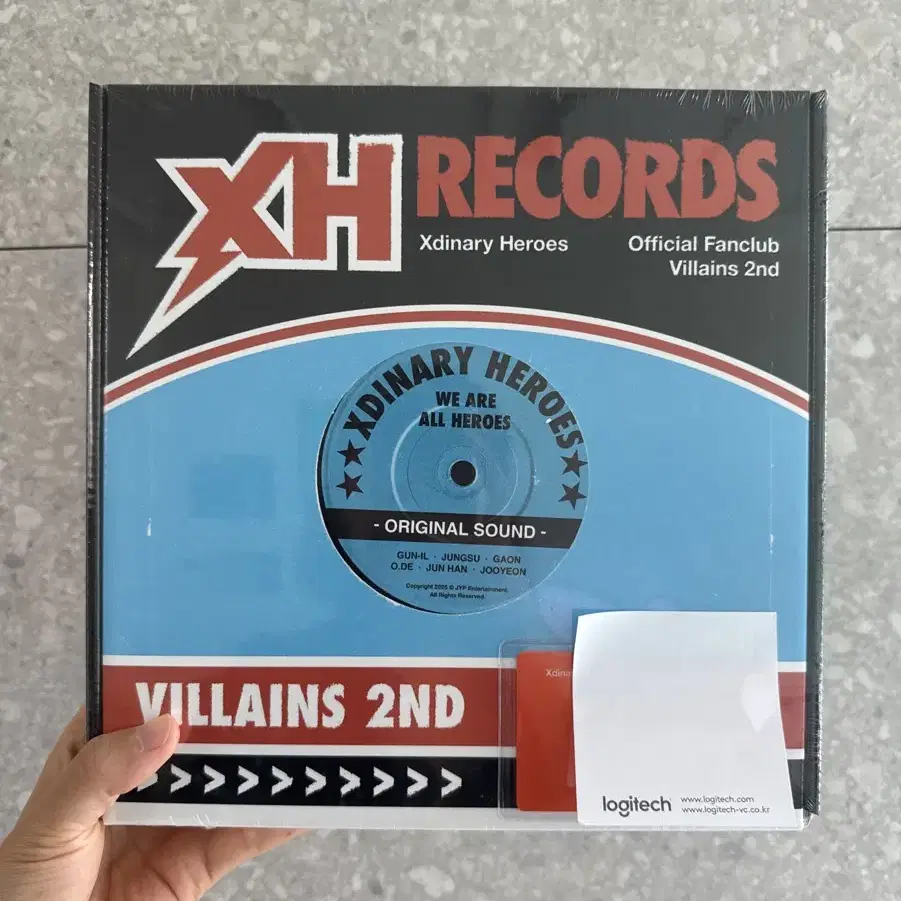 XH RECORDS
Xdinary Heroes
Official Fanclub
Villains 2nd
XDINARY HEROES
WE ARE
ALL HEROES
- ORIGINAL SOUND -
GUN-IL · JUNGSU · GAON
O.DE · JUN HAN · JOOYEON
Copyright 2025 © JYP Entertainment.
All Rights Reserved.
VILLAINS 2ND
Xdina
logitech
www.logitech.com
www.logitech-vc.co.kr